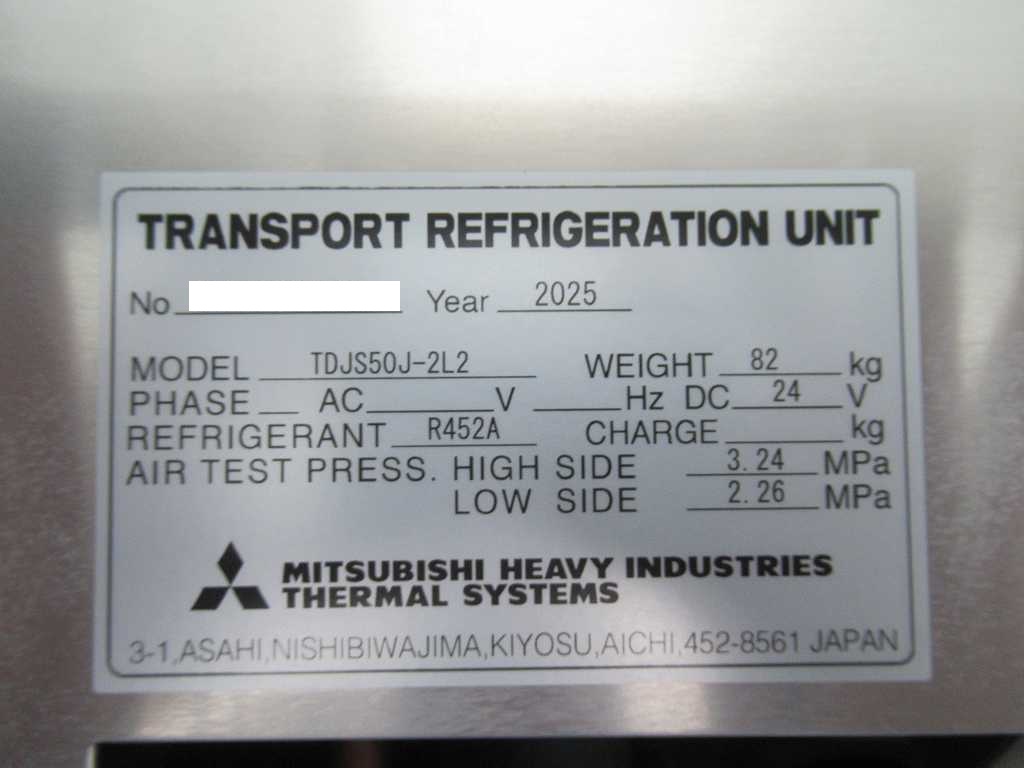 TRANSPORT REFRIGERATION UNIT
No Year 2025
MODEL TDJS50J-2L2 WEIGHT 82 kg
PHASE AC V Hz DC 24 V
REFRIGERANT R452A CHARGE kg
AIR TEST PRESS. HIGH SIDE 3.24 MPa
LOW SIDE 2.26 MPa
MITSUBISHI HEAVY INDUSTRIES
THERMAL SYSTEMS
3-1,ASAHI,NISHIBIWAJIMA,KIYOSU,AICHI,452-8561 JAPAN